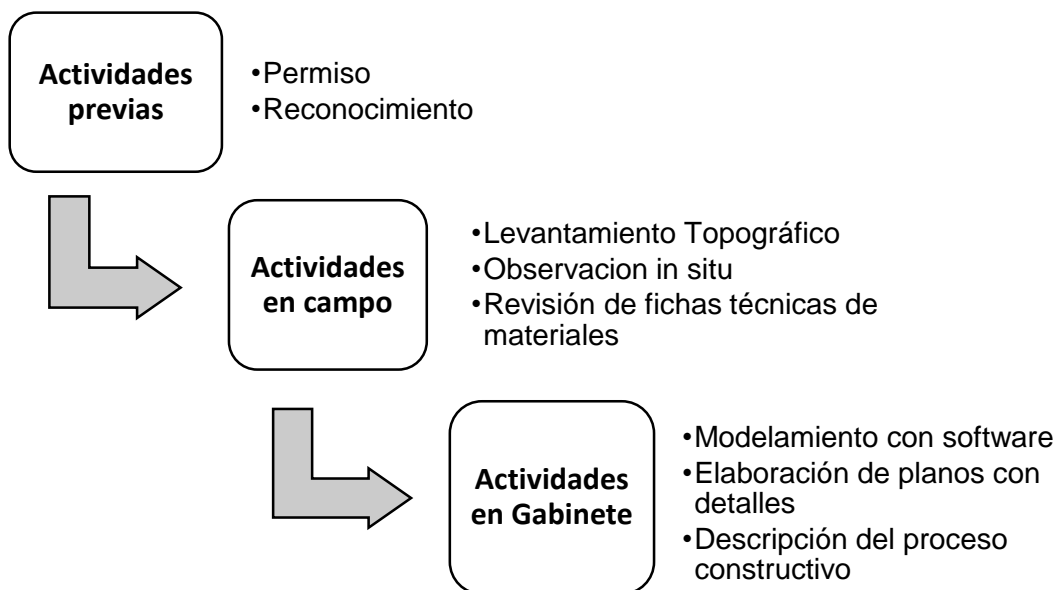 Actividades
previas
•Permiso
•Reconocimiento
Actividades
en campo
•Levantamiento Topográfico
•Observacion in situ
•Revisión de fichas técnicas de
materiales
Actividades
en Gabinete
•Modelamiento con software
•Elaboración de planos con
detalles
•Descripción del proceso
constructivo